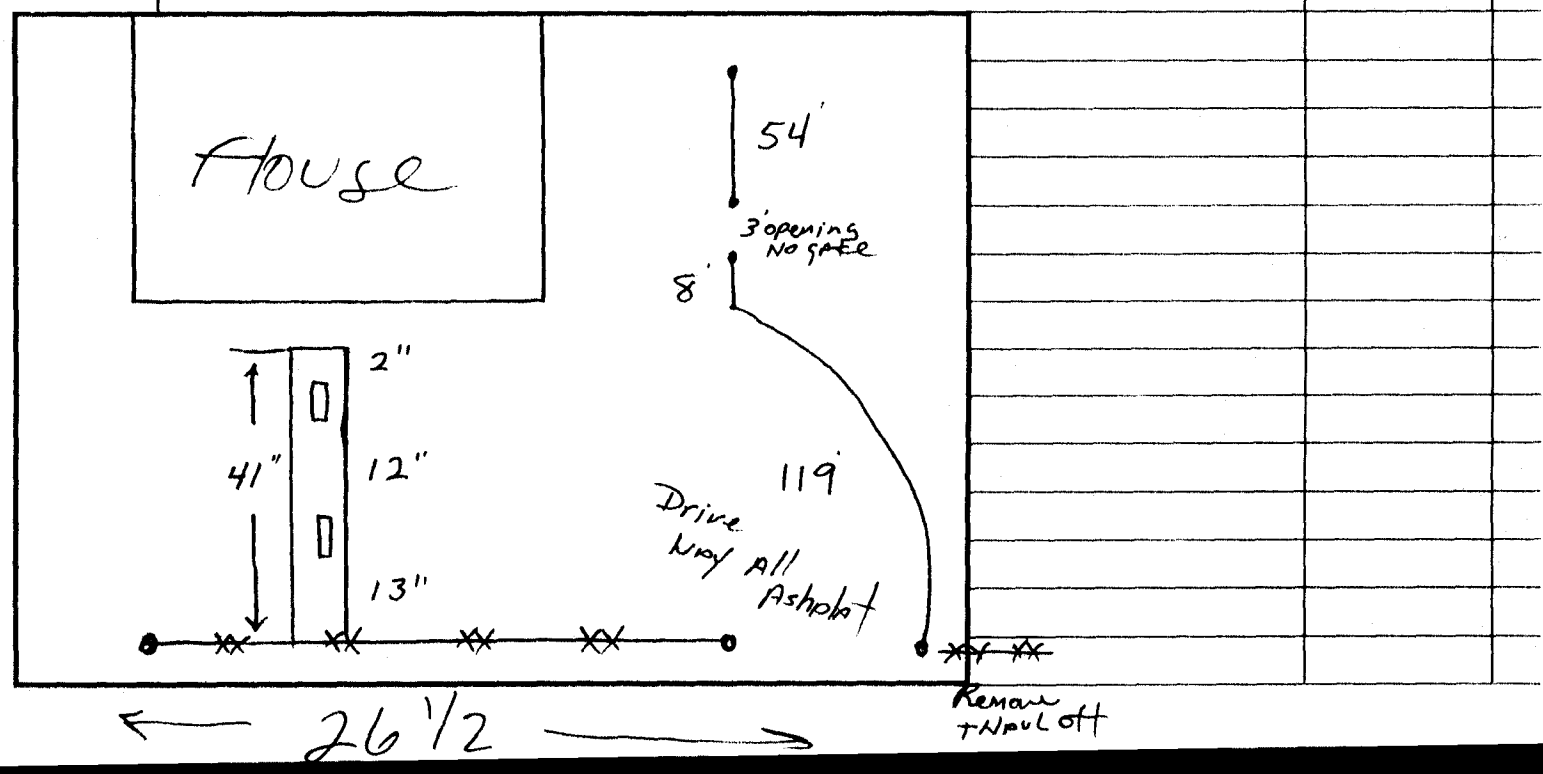 House
54'
3' opening
No gate
8'
2"
41"
12"
119'
Drive
Way All
Ashphlat
13"
26 1/2
Remove
+ Haul off